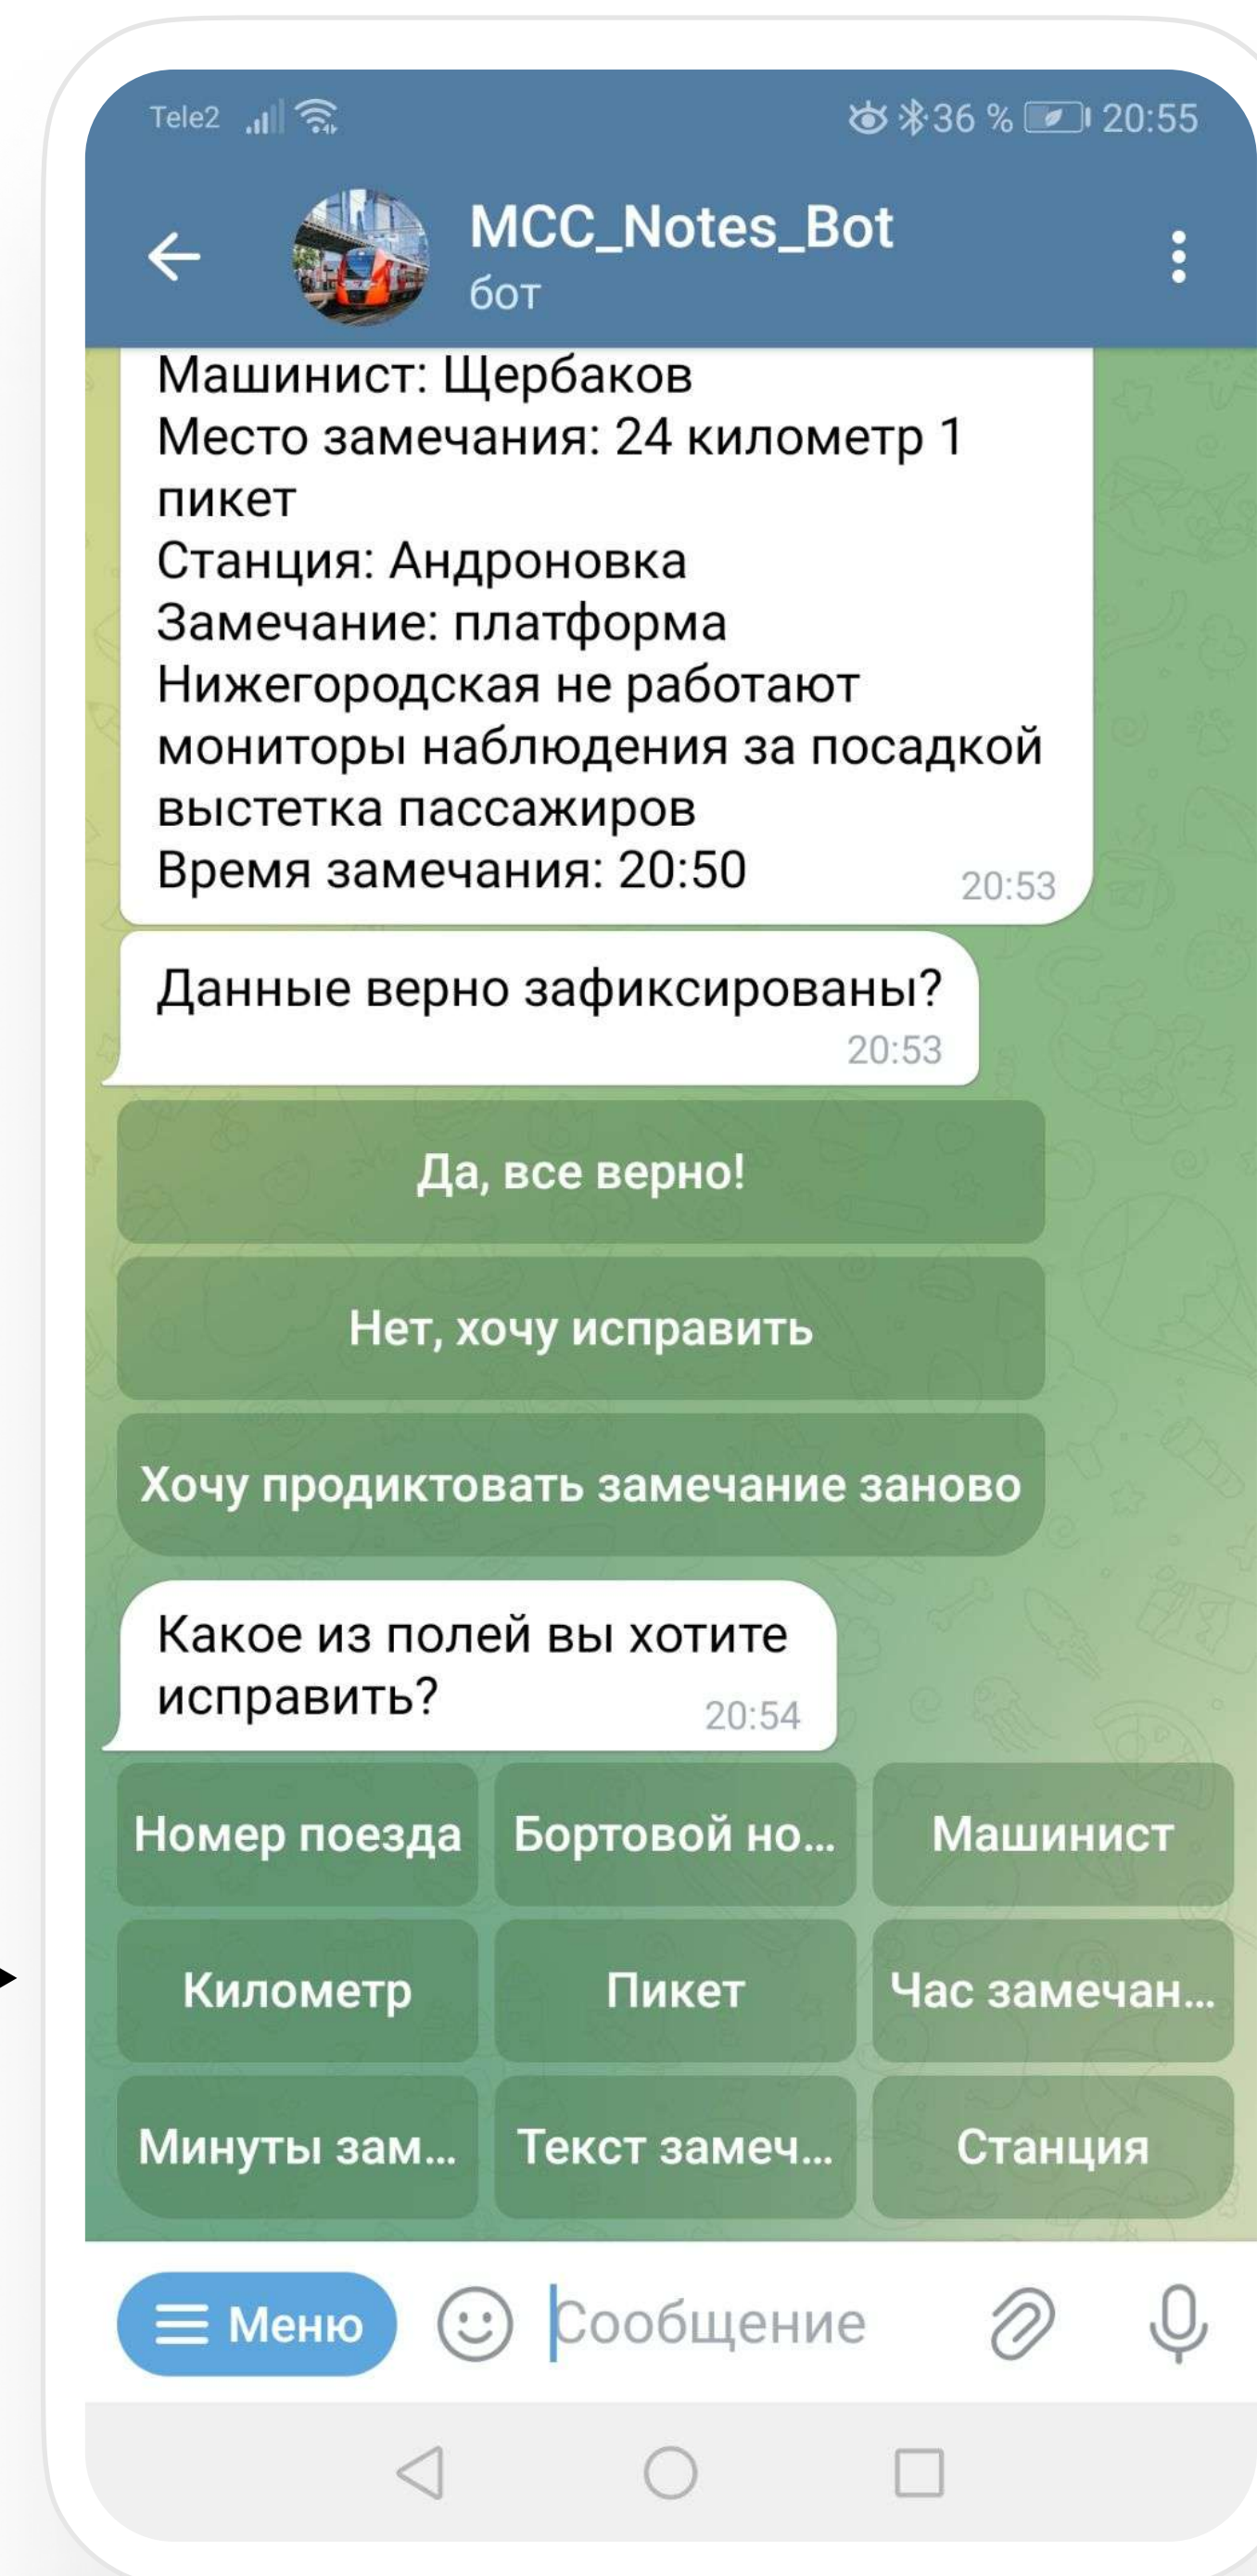 Tele2 36 % 20:55
MCC_Notes_Bot
бот
Машинист: Щербаков
Место замечания: 24 километр 1
пикет
Станция: Андроновка
Замечание: платформа
Нижегородская не работают
мониторы наблюдения за посадкой
выстетка пассажиров
Время замечания: 20:50
20:53
Данные верно зафиксированы?
20:53
Да, все верно!
Нет, хочу исправить
Хочу продиктовать замечание заново
Какое из полей вы хотите
исправить?
20:54
Номер поезда Бортовой но... Машинист
Километр Пикет Час замечан...
Минуты зам... Текст замеч... Станция
Меню Сообщение